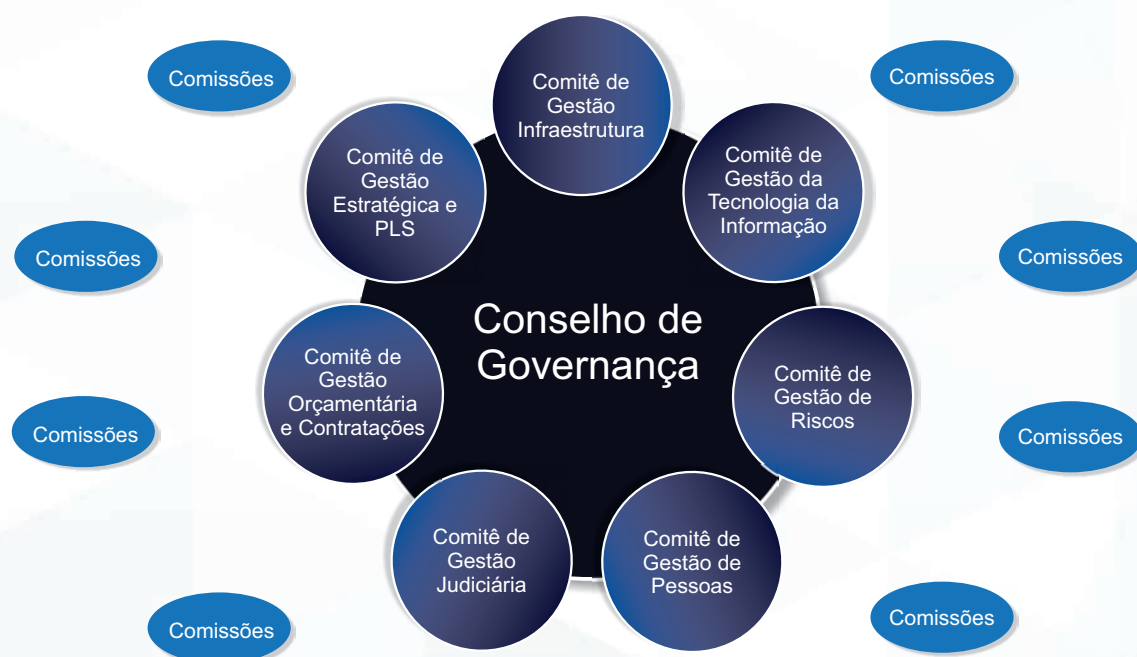 Comissões
Comitê de
Gestão
Infraestrutura
Comissões
Comitê de
Gestão
Estratégica e
PLS
Comitê de
Gestão da
Tecnologia da
Informação
Comissões
Comissões
Conselho de
Governança
Comitê de
Gestão
Orçamentária
e Contratações
Comitê de
Gestão de
Riscos
Comissões
Comissões
Comitê de
Gestão
Judiciária
Comitê de
Gestão de
Pessoas
Comissões
Comissões